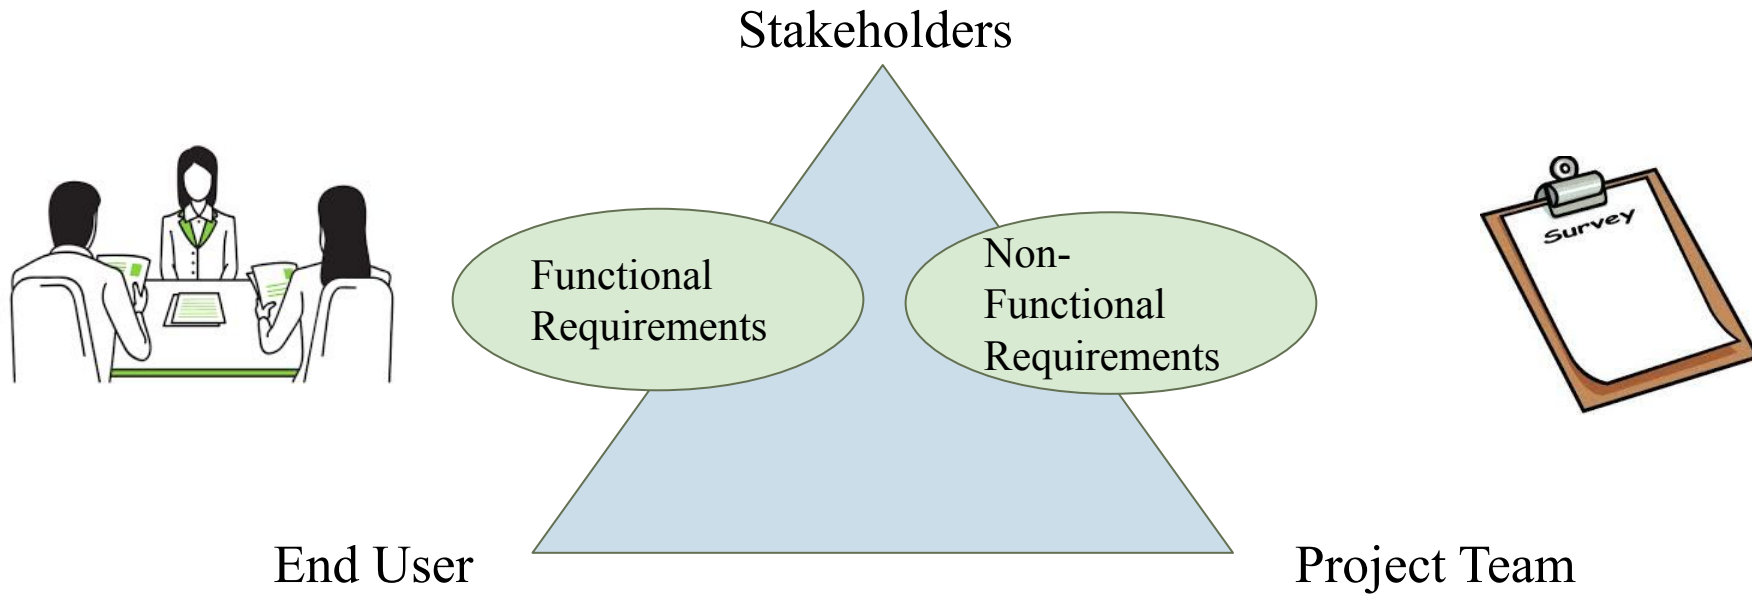 Stakeholders
Functional
Requirements
Non-
Functional
Requirements
Survey
End User
Project Team